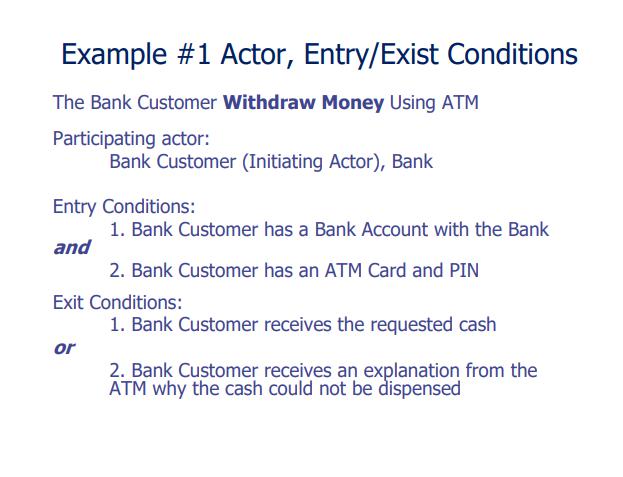 Example #1 Actor, Entry/Exist Conditions
The Bank Customer Withdraw Money Using ATM
Participating actor:
Bank Customer (Initiating Actor), Bank
Entry Conditions:
1. Bank Customer has a Bank Account with the Bank
and
2. Bank Customer has an ATM Card and PIN
Exit Conditions:
1. Bank Customer receives the requested cash
or
2. Bank Customer receives an explanation from the
ATM why the cash could not be dispensed